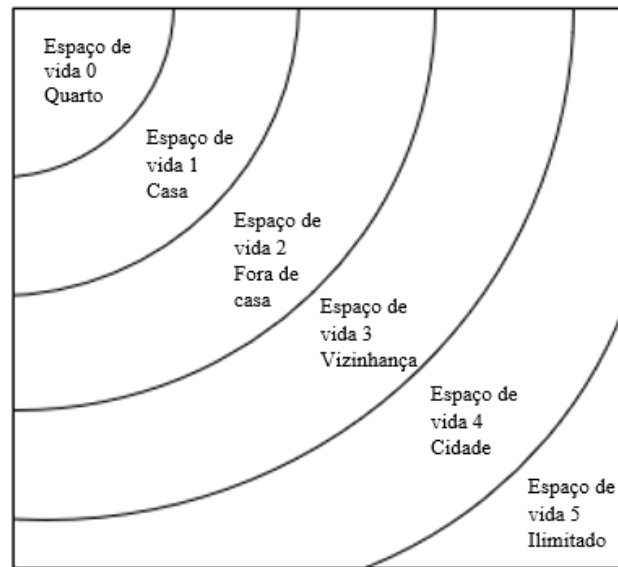 Espaço de
vida 0
Quarto
Espaço de
vida 1
Casa
Espaço de
vida 2
Fora de
casa
Espaço de
vida 3
Vizinhança
Espaço de
vida 4
Cidade
Espaço de
vida 5
Ilimitado